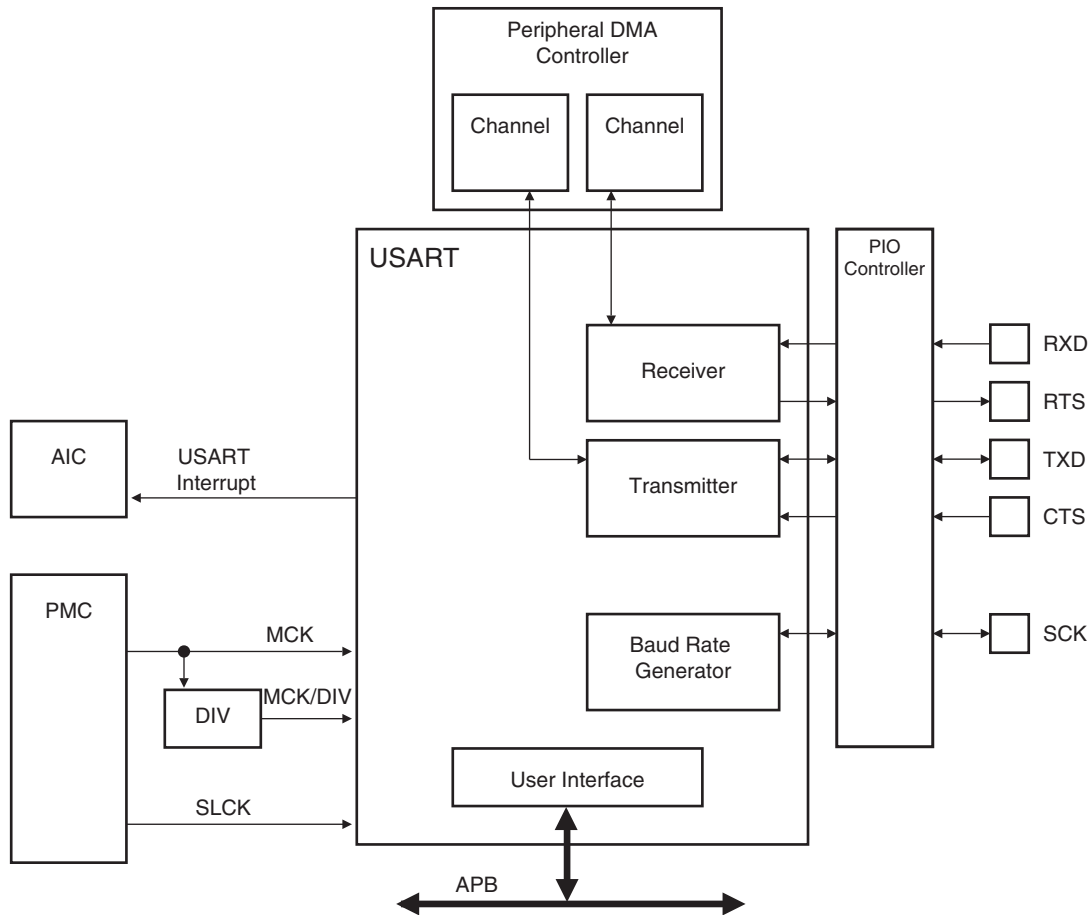 Peripheral DMA
Controller
Channel
Channel
USART
PIO
Controller
Receiver
RXD
RTS
AIC
USART
Interrupt
Transmitter
TXD
CTS
PMC
MCK
Baud Rate
Generator
SCK
DIV
MCK/DIV
User Interface
SLCK
APB